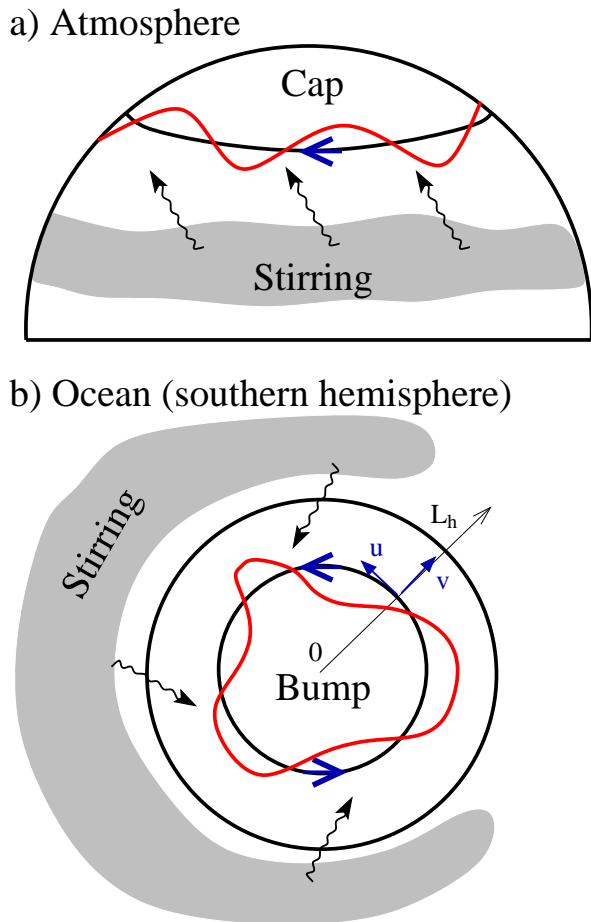 a) Atmosphere
Cap
Stirring
b) Ocean (southern hemisphere)
Stirring
L_h
u
v
0
Bump